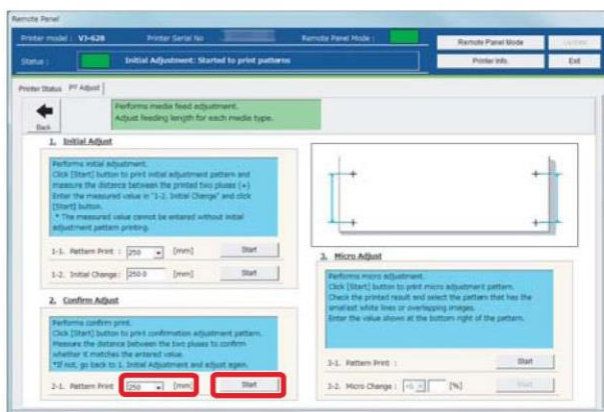 Remote Panel
Printer model : VJ-628 Printer Serial No Remote Panel Mode :
Remote Panel Mode Update
Status : Initial Adjustment: Started to print patterns
Printer Info. Exit
Printer Status PT Adjust
Back
Performs media feed adjustment.
Adjust feeding length for each media type.
1. Initial Adjust
Performs initial adjustment.
Click [Start] button to print initial adjustment pattern and
measure the distance between the printed two pluses (+)
Enter the measured value in "1-2. Initial Change" and click
[Start] button.
* The measured value cannot be entered without initial
adjustment pattern printing.
1-1. Pattern Print : 250 [mm] Start
1-2. Initial Change : 250.0 [mm] Start
2. Confirm Adjust
Performs confirm print.
Click [Start] button to print confirmation adjustment pattern.
Measure the distance between the two pluses to confirm
whether it matches the entered value.
*If not, go back to 1. Initial Adjustment and adjust again.
2-1. Pattern Print 250 [mm] Start
3. Micro Adjust
Performs micro adjustment.
Click [Start] button to print micro adjustment pattern.
Check the printed result and select the pattern that has the
smallest white lines or overlapping images.
Enter the value shown at the bottom right of the pattern.
3-1. Pattern Print : Start
3-2. Micro Change : [%] Start